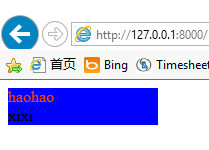 http://127.0.0.1:8000/
首页 Bing Timesheet
haohao
xixi